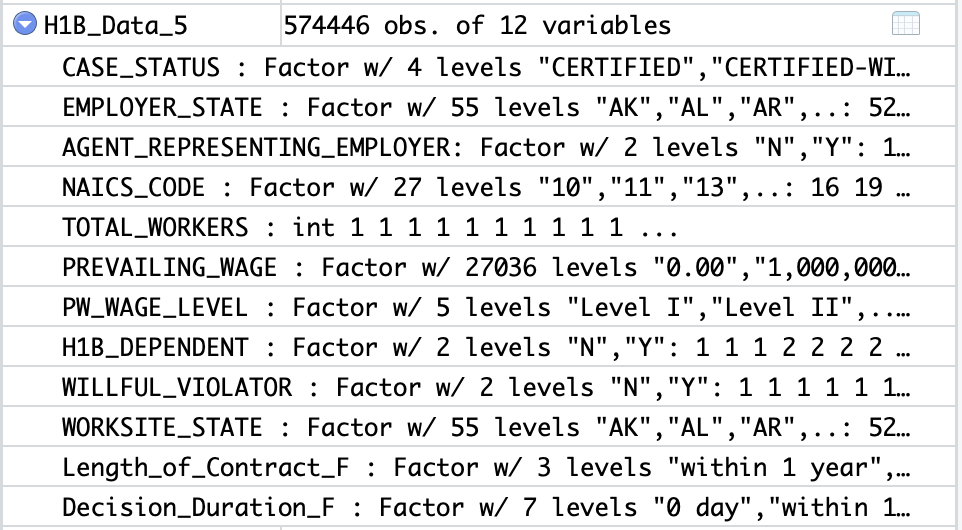 H1B_Data_5 574446 obs. of 12 variables
CASE_STATUS : Factor w/ 4 levels "CERTIFIED","CERTIFIED-WI…
EMPLOYER_STATE : Factor w/ 55 levels "AK","AL","AR",..: 52…
AGENT_REPRESENTING_EMPLOYER: Factor w/ 2 levels "N","Y": 1…
NAICS_CODE : Factor w/ 27 levels "10","11","13",..: 16 19 …
TOTAL_WORKERS : int 1 1 1 1 1 1 1 1 1 1 ...
PREVAILING_WAGE : Factor w/ 27036 levels "0.00","1,000,000…
PW_WAGE_LEVEL : Factor w/ 5 levels "Level I","Level II",..…
H1B_DEPENDENT : Factor w/ 2 levels "N","Y": 1 1 1 2 2 2 2 …
WILLFUL_VIOLATOR : Factor w/ 2 levels "N","Y": 1 1 1 1 1 1…
WORKSITE_STATE : Factor w/ 55 levels "AK","AL","AR",..: 52…
Length_of_Contract_F : Factor w/ 3 levels "within 1 year",…
Decision_Duration_F : Factor w/ 7 levels "0 day","within 1…